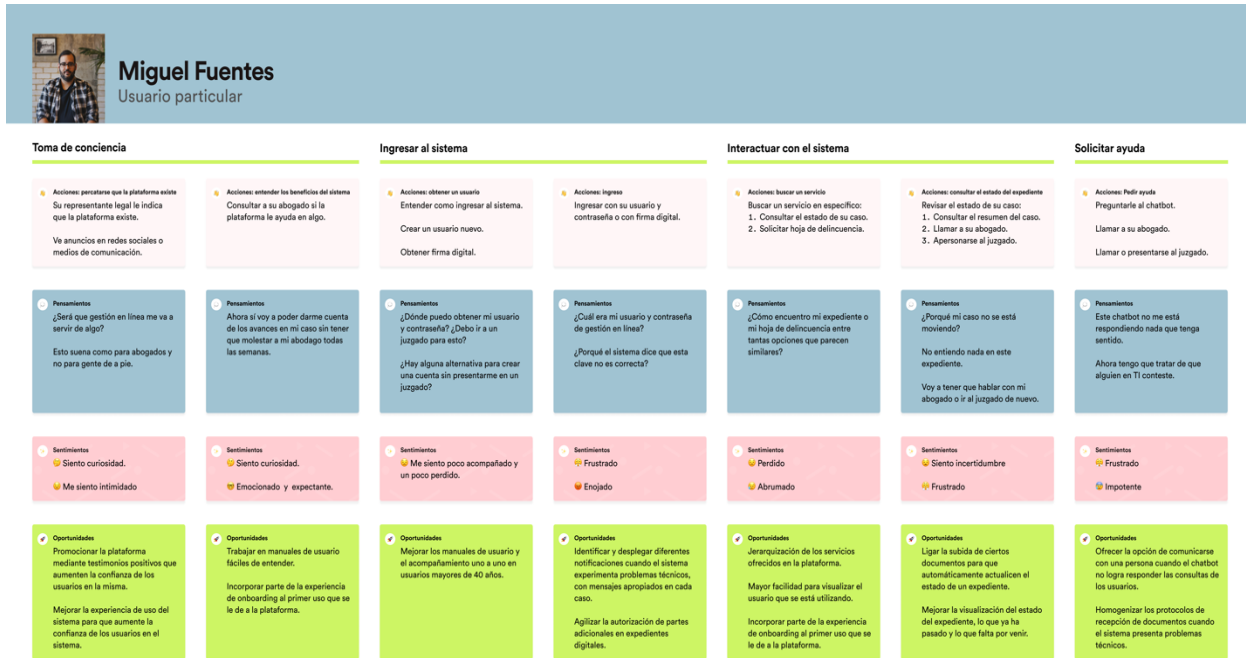 Miguel Fuentes
Usuario particular
Toma de conciencia
Ingresar al sistema
Interactuar con el sistema
Solicitar ayuda
Acciones: percatarse que la plataforma existe
Su representante legal le indica
que la plataforma existe.
Ve anuncios en redes sociales o
medios de comunicación.
Acciones: entender los beneficios del sistema
Consultar a su abogado si la
plataforma le ayuda en algo.
Acciones: obtener un usuario
Entender como ingresar al sistema.
Crear un usuario nuevo.
Obtener firma digital.
Acciones: ingreso
Ingresar con su usuario y
contraseña o con firma digital.
Acciones: buscar un servicio
Buscar un servicio en específico:
1. Consultar el estado de su caso.
2. Solicitar hoja de delincuencia.
Acciones: consultar el estado del expediente
Revisar el estado de su caso:
1. Consultar el resumen del caso.
2. Llamar a su abogado.
3. Apersonarse al juzgado.
Acciones: Pedir ayuda
Preguntarle al chatbot.
Llamar a su abogado.
Llamar o presentarse al juzgado.
Pensamientos
¿Será que gestión en línea me va a
servir de algo?
Esto suena como para abogados y
no para gente de a pie.
Pensamientos
Ahora sí voy a poder darme cuenta
de los avances en mi caso sin tener
que molestar a mi abodago todas
las semanas.
Pensamientos
¿Dónde puedo obtener mi usuario
y contraseña? ¿Debo ir a un
juzgado para esto?
¿Hay alguna alternativa para crear
una cuenta sin presentarme en un
juzgado?
Pensamientos
¿Cuál era mi usuario y contraseña
de gestión en línea?
¿Porqué el sistema dice que esta
clave no es correcta?
Pensamientos
¿Cómo encuentro mi expediente o
mi hoja de delincuencia entre
tantas opciones que parecen
similares?
Pensamientos
¿Porqué mi caso no se está
moviendo?
No entiendo nada en este
expediente.
Voy a tener que hablar con mi
abogado o ir al juzgado de nuevo.
Pensamientos
Este chatbot no me está
respondiendo nada que tenga
sentido.
Ahora tengo que tratar de que
alguien en TI conteste.
Sentimientos
Siento curiosidad.
Me siento intimidado
Sentimientos
Siento curiosidad.
Emocionado y expectante.
Sentimientos
Me siento poco acompañado y
un poco perdido.
Sentimientos
Frustrado
Enojado
Sentimientos
Perdido
Abrumado
Sentimientos
Siento incertidumbre
Frustrado
Sentimientos
Frustrado
Impotente
Oportunidades
Promocionar la plataforma
mediante testimonios positivos que
aumenten la confianza de los
usuarios en la misma.
Mejorar la experiencia de uso del
sistema para que aumente la
confianza de los usuarios en el
sistema.
Oportunidades
Trabajar en manuales de usuario
fáciles de entender.
Incorporar parte de la experiencia
de onboarding al primer uso que se
le de a la plataforma.
Oportunidades
Mejorar los manuales de usuario y
el acompañamiento uno a uno en
usuarios mayores de 40 años.
Oportunidades
Identificar y desplegar diferentes
notificaciones cuando el sistema
experimenta problemas técnicos,
con mensajes apropiados en cada
caso.
Agilizar la autorización de partes
adicionales en expedientes
digitales.
Oportunidades
Jerarquización de los servicios
ofrecidos en la plataforma.
Mayor facilidad para visualizar el
usuario que se está utilizando.
Incorporar parte de la experiencia
de onboarding al primer uso que se
le de a la plataforma.
Oportunidades
Ligar la subida de ciertos
documentos para que
automáticamente actualicen el
estado de un expediente.
Mejorar la visualización del estado
del expediente, lo que ya ha
pasado y lo que falta por venir.
Oportunidades
Ofrecer la opción de comunicarse
con una persona cuando el chatbot
no logra responder las consultas de
los usuarios.
Homogenizar los protocolos de
recepción de documentos cuando
el sistema presenta problemas
técnicos.